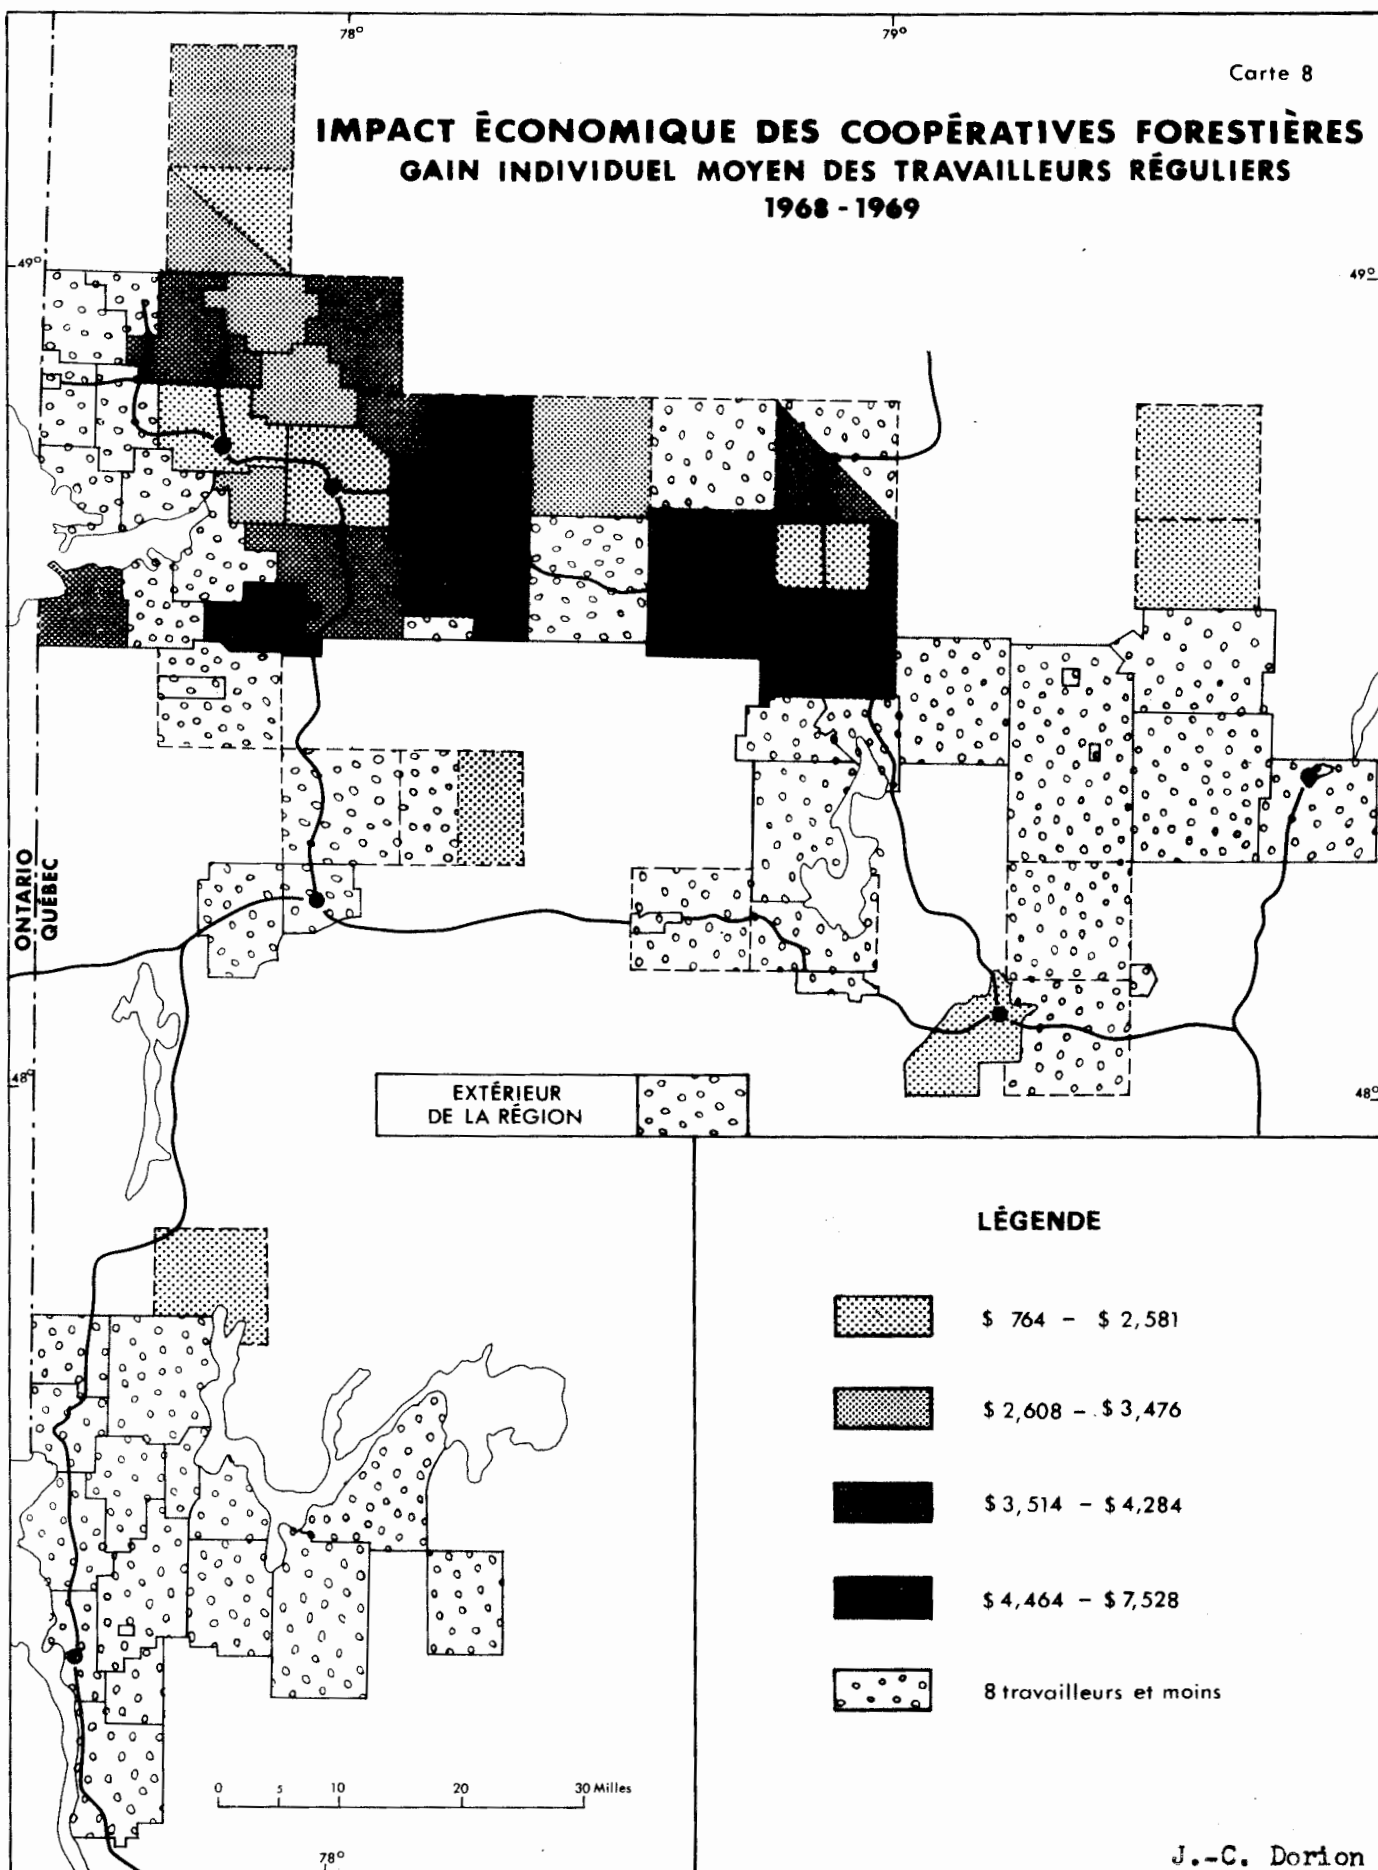 78°
79°
Carte 8
IMPACT ÉCONOMIQUE DES COOPÉRATIVES FORESTIÈRES
GAIN INDIVIDUEL MOYEN DES TRAVAILLEURS RÉGULIERS
1968 - 1969
49°
49°
ONTARIO
QUÉBEC
48°
48°
EXTÉRIEUR
DE LA RÉGION
LÉGENDE
$ 764 - $ 2,581
$ 2,608 - $ 3,476
$ 3,514 - $ 4,284
$ 4,464 - $ 7,528
8 travailleurs et moins
0 5 10 20 30 Milles
78°
J.-C. Dorion